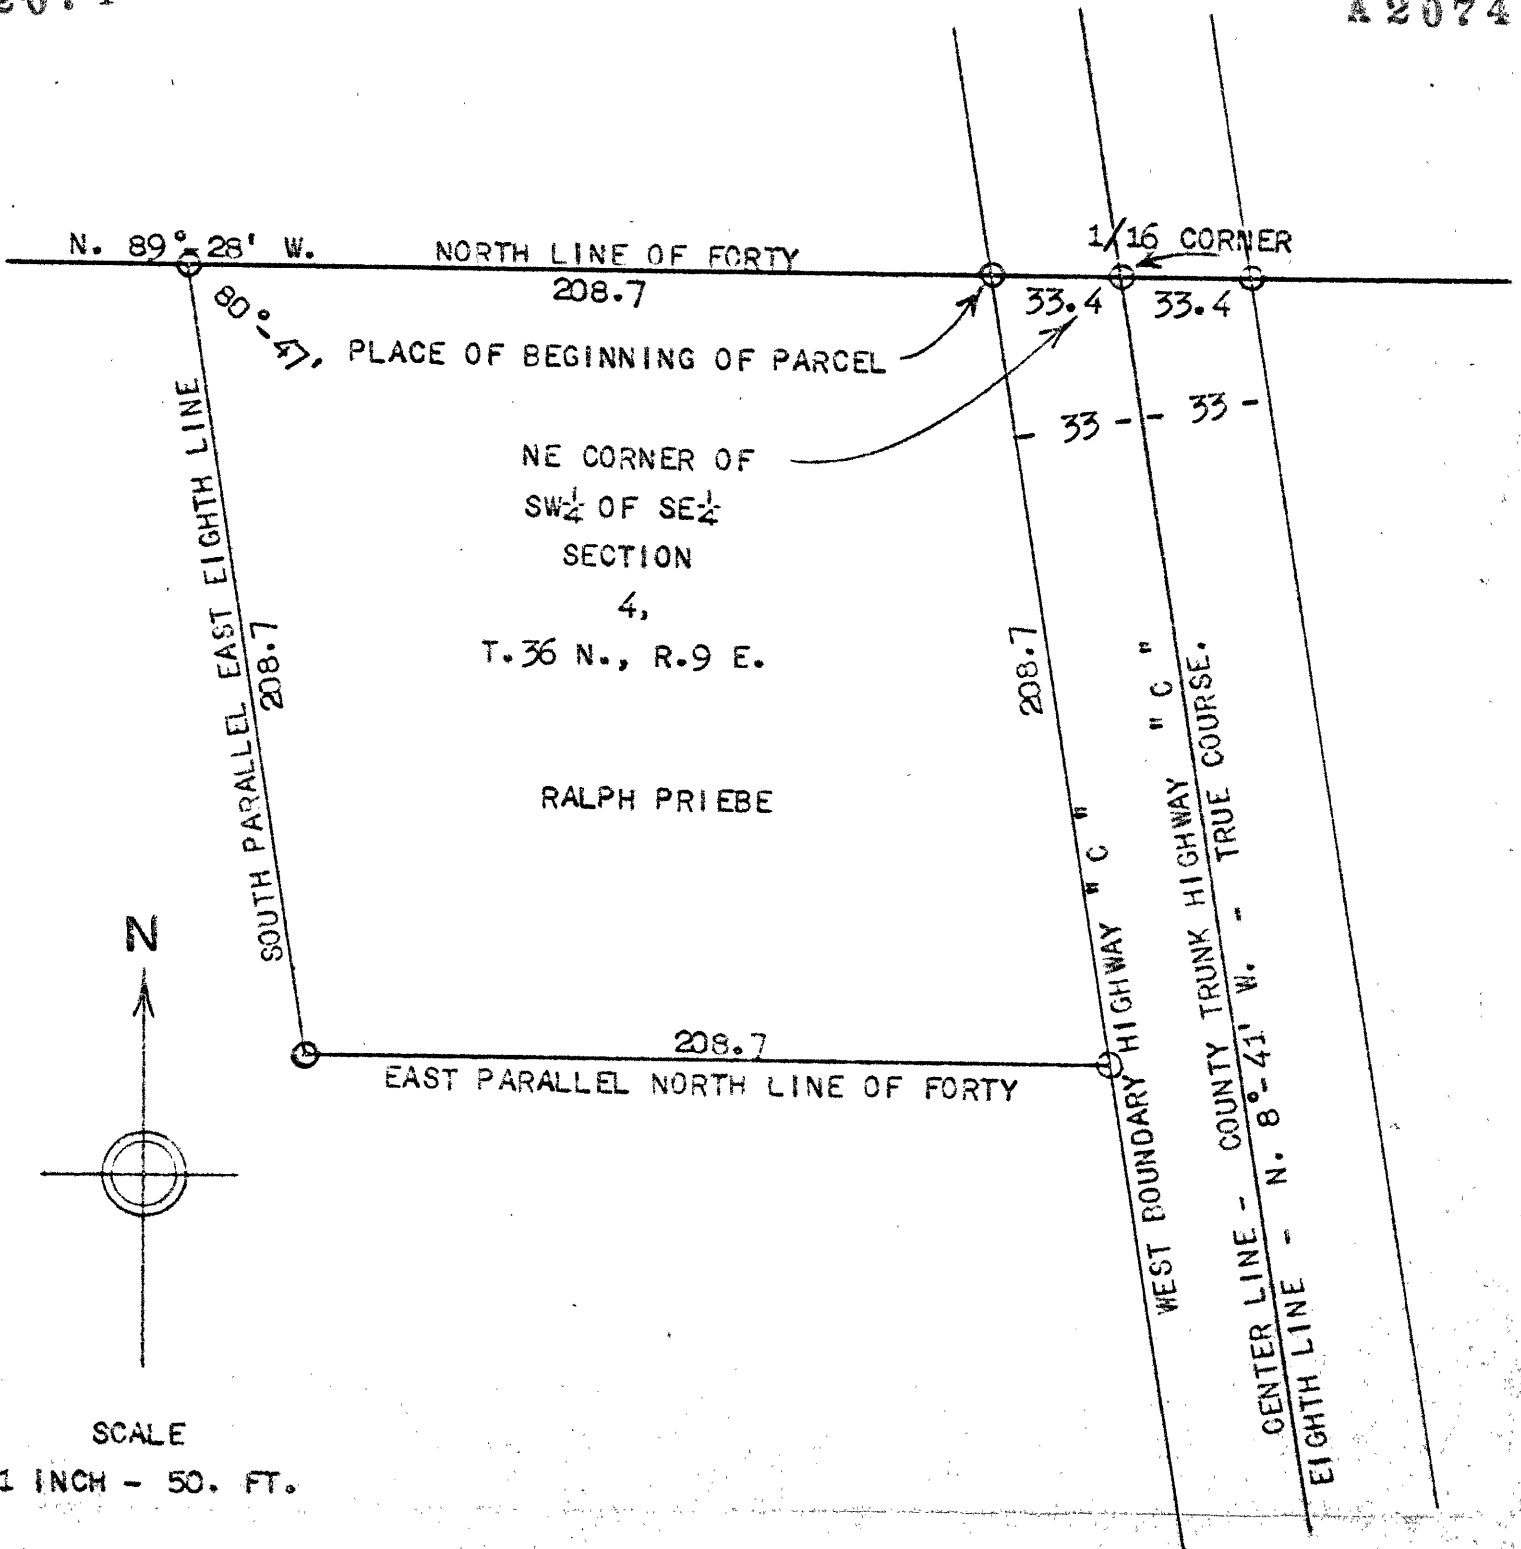 A2074
N. 89°-28' W.
NORTH LINE OF FORTY
208.7
1/16 CORNER
33.4
33.4
80°-47'
PLACE OF BEGINNING OF PARCEL
33
33
NE CORNER OF
SW¼ OF SE¼
SECTION
4,
T.36 N., R.9 E.
RALPH PRIEBE
SOUTH PARALLEL EAST EIGHTH LINE
208.7
208.7
208.7
EAST PARALLEL NORTH LINE OF FORTY
WEST BOUNDARY HIGHWAY "C"
CENTER LINE - COUNTY TRUNK HIGHWAY "C"
EIGHTH LINE - N. 8°-41' W. - TRUE COURSE.
N
SCALE
1 INCH - 50. FT.